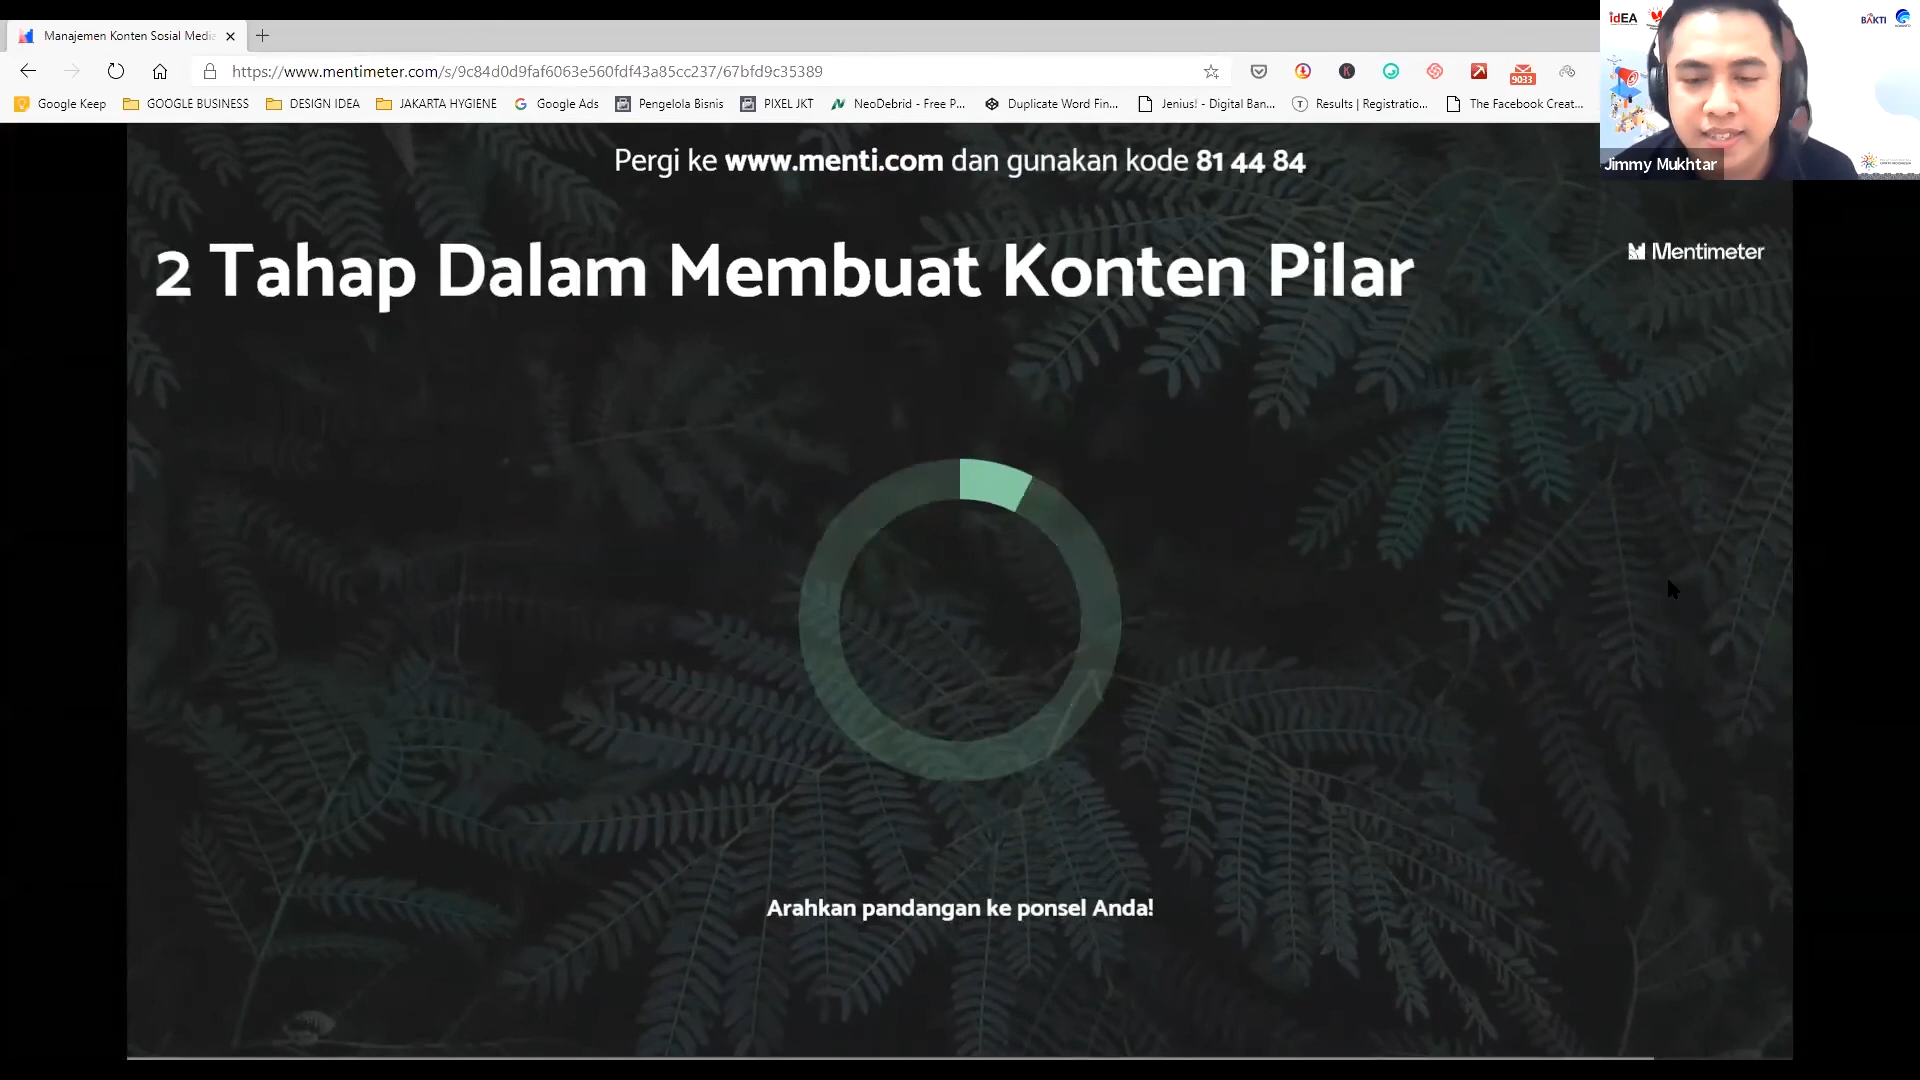 Manajemen Konten Sosial Media
https://www.mentimeter.com/s/9c84d0d9faf6063e560fdf43a85cc237/67bfd9c35389
9033
Google Keep GOOGLE BUSINESS DESIGN IDEA JAKARTA HYGIENE Google Ads Pengelola Bisnis PIXEL JKT NeoDebrid - Free P... Duplicate Word Fin... Jenius! - Digital Ban... Results | Registratio... The Facebook Creat...
idEA
BAKTI
Jimmy Mukhtar
Pergi ke www.menti.com dan gunakan kode 81 44 84
2 Tahap Dalam Membuat Konten Pilar
Mentimeter
Arahkan pandangan ke ponsel Anda!